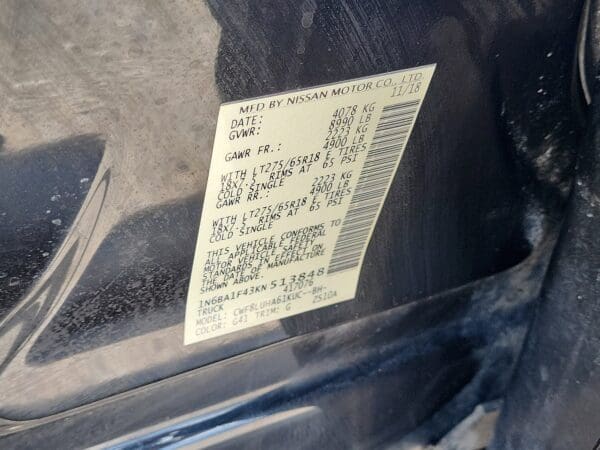 MFD BY NISSAN MOTOR CO., LTD.
DATE: 11/18
GVWR: 4078 KG
8990 LB
GAWR FR.: 2223 KG
4900 LB
WITH LT275/65R18 E TIRES
18X7.5 RIMS AT 65 PSI
COLD SINGLE
GAWR RR.: 2223 KG
4900 LB
WITH LT275/65R18 E TIRES
18X7.5 RIMS AT 65 PSI
COLD SINGLE
THIS VEHICLE CONFORMS TO
ALL APPLICABLE FEDERAL
MOTOR VEHICLE SAFETY
STANDARDS IN EFFECT ON
THE DATE OF MANUFACTURE
SHOWN ABOVE.
1N6BA1F43KN513848
TRUCK 417076
MODEL: CWF8LUHA61KUC--BH-
COLOR: G41 TRIM: G ZS10A